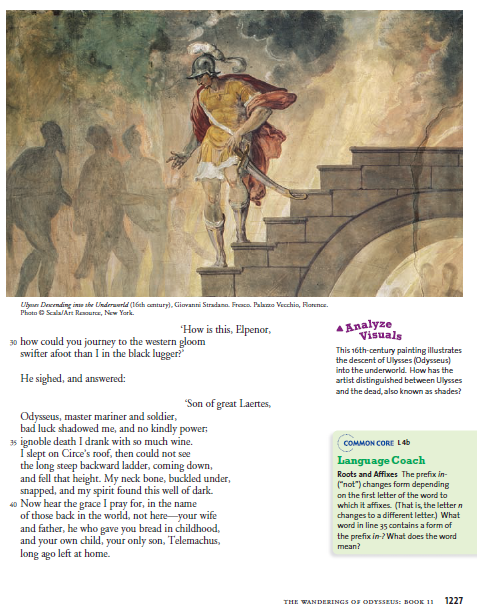 Ulysses Descending into the Underworld (16th century), Giovanni Stradano. Fresco. Palazzo Vecchio, Florence.
Photo © Scala/Art Resource, New York.
‘How is this, Elpenor,
30 how could you journey to the western gloom
swifter afoot than I in the black lugger?’
He sighed, and answered:
‘Son of great Laertes,
Odysseus, master mariner and soldier,
bad luck shadowed me, and no kindly power;
35 ignoble death I drank with so much wine.
I slept on Circe’s roof, then could not see
the long steep backward ladder, coming down,
and fell that height. My neck bone, buckled under,
snapped, and my spirit found this well of dark.
40 Now hear the grace I pray for, in the name
of those back in the world, not here—your wife
and father, he who gave you bread in childhood,
and your own child, your only son, Telemachus,
long ago left at home.
Analyze
Visuals
This 16th-century painting illustrates
the descent of Ulysses (Odysseus)
into the underworld. How has the
artist distinguished between Ulysses
and the dead, also known as shades?
COMMON CORE L4b
Language Coach
Roots and Affixes The prefix in-
(“not”) changes form depending
on the first letter of the word to
which it affixes. (That is, the letter n
changes to a different letter.) What
word in line 35 contains a form of
the prefix in-? What does the word
mean?
THE WANDERINGS OF ODYSSEUS: BOOK 11 1227